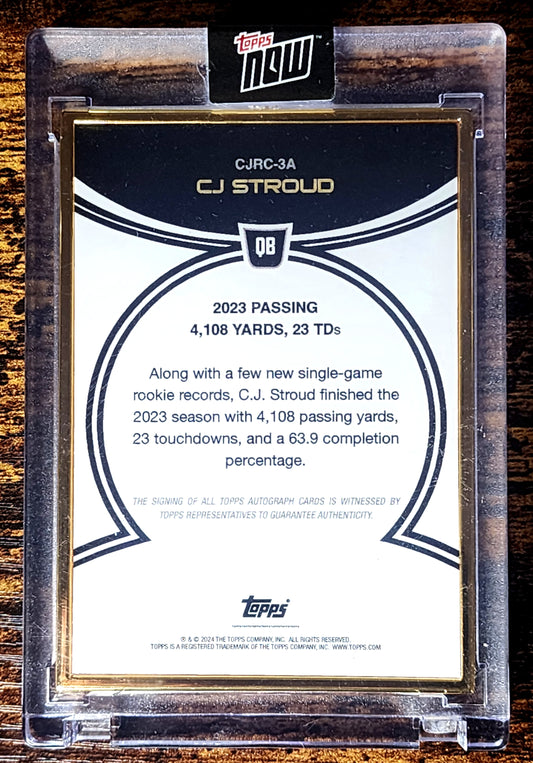 Topps
NOW
CJRC-3A
CJ STROUD
QB
2023 PASSING
4,108 YARDS, 23 TDs
Along with a few new single-game
rookie records, C.J. Stroud finished the
2023 season with 4,108 passing yards,
23 touchdowns, and a 63.9 completion
percentage.
THE SIGNING OF ALL TOPPS AUTOGRAPH CARDS IS WITNESSED BY
TOPPS REPRESENTATIVES TO GUARANTEE AUTHENTICITY.
Topps®
® & © 2024 THE TOPPS COMPANY, INC. ALL RIGHTS RESERVED.
TOPPS IS A REGISTERED TRADEMARK OF THE TOPPS COMPANY, INC. WWW.TOPPS.COM